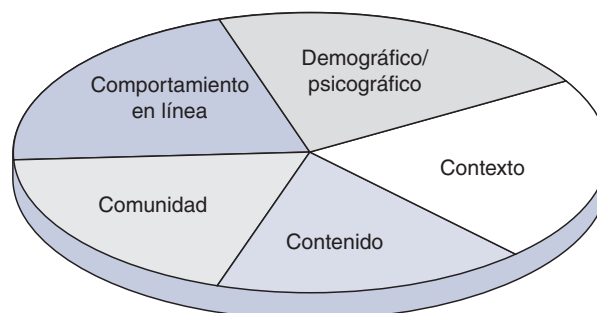 Demográfico/
psicográfico
Comportamiento
en línea
Contexto
Comunidad
Contenido